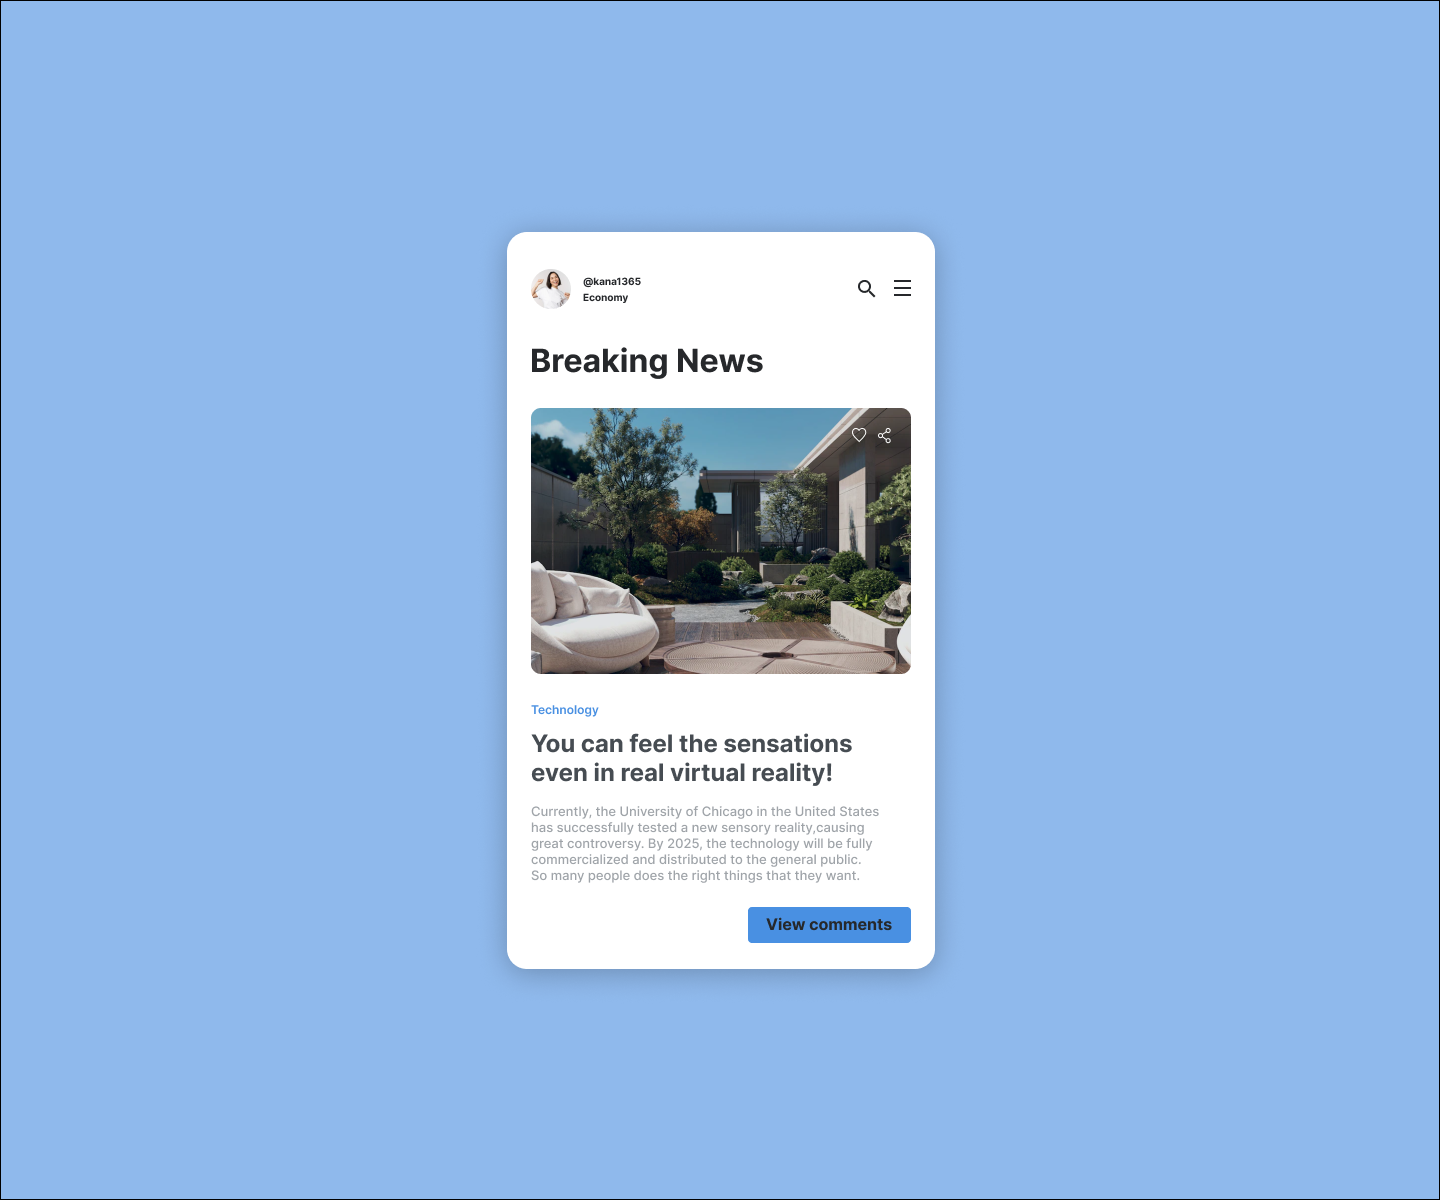 @kana1365
Economy
Breaking News
Technology
You can feel the sensations
even in real virtual reality!
Currently, the University of Chicago in the United States
has successfully tested a new sensory reality,causing
great controversy. By 2025, the technology will be fully
commercialized and distributed to the general public.
So many people does the right things that they want.
View comments